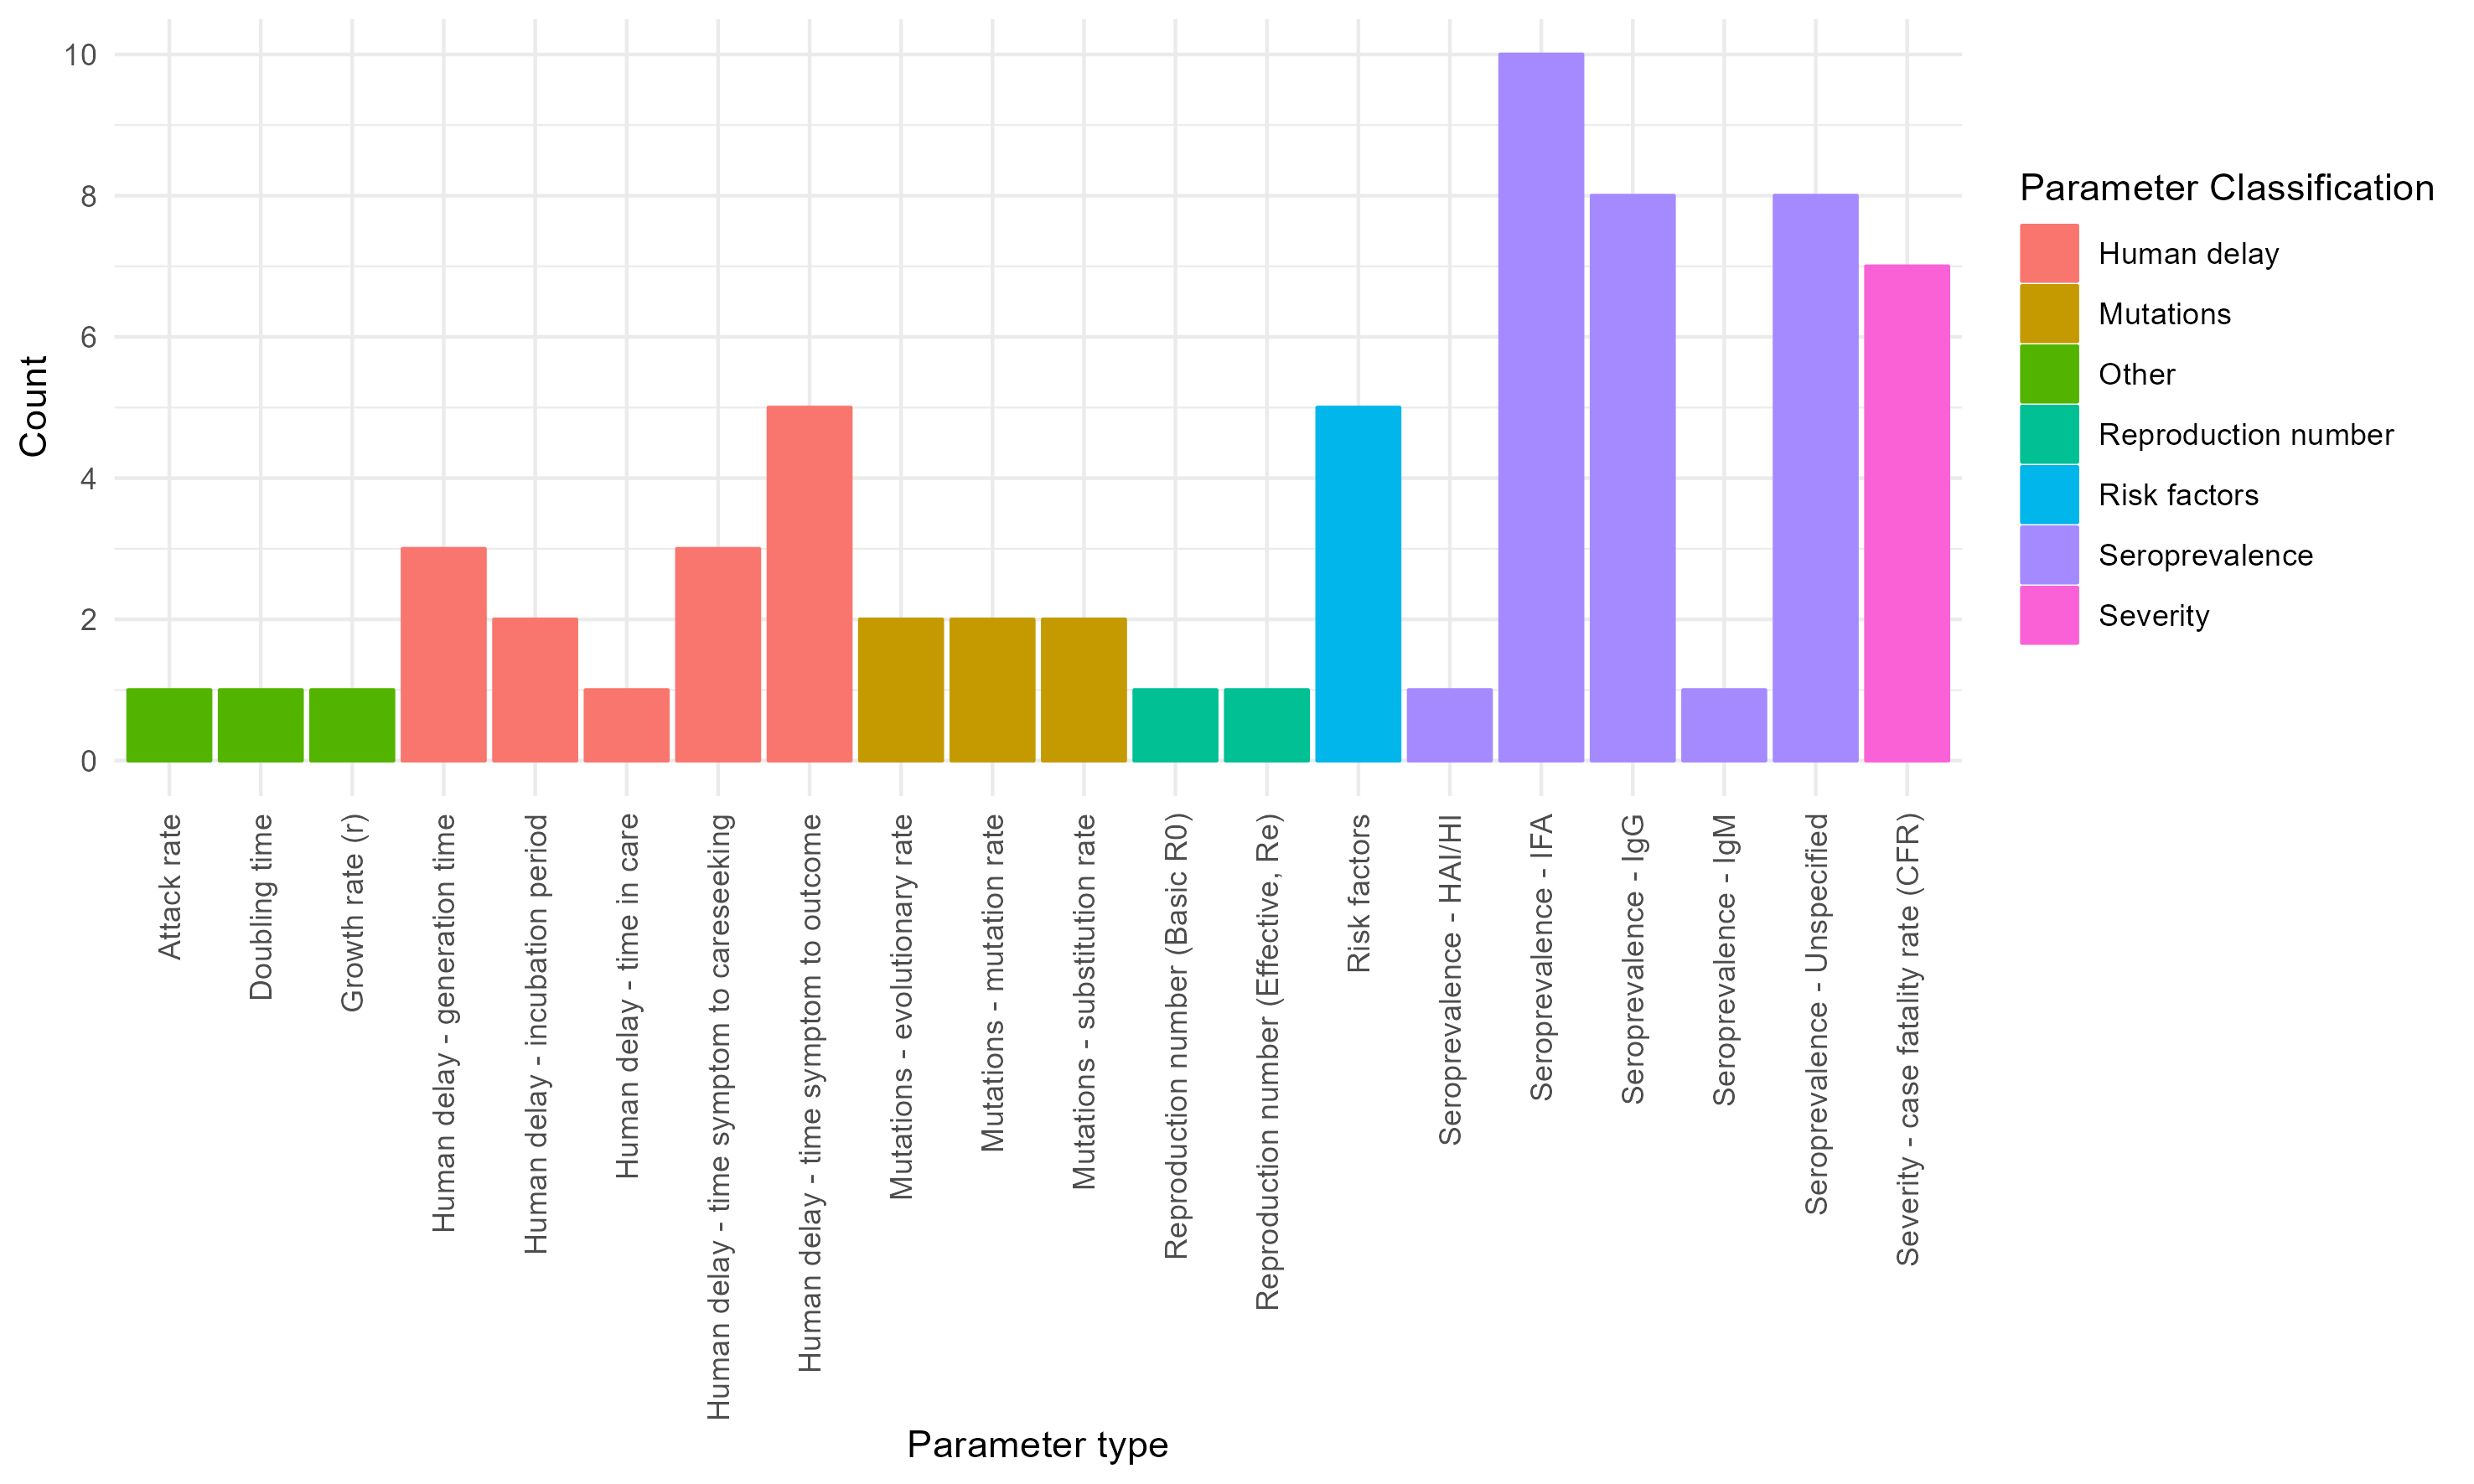 Count
10
8
6
4
2
0
Attack rate
Doubling time
Growth rate (r)
Human delay - generation time
Human delay - incubation period
Human delay - time in care
Human delay - time symptom to careseeking
Human delay - time symptom to outcome
Mutations - evolutionary rate
Mutations - mutation rate
Mutations - substitution rate
Reproduction number (Basic R0)
Reproduction number (Effective, Re)
Risk factors
Seroprevalence - HAI/HI
Seroprevalence - IFA
Seroprevalence - IgG
Seroprevalence - IgM
Seroprevalence - Unspecified
Severity - case fatality rate (CFR)
Parameter type
Parameter Classification
Human delay
Mutations
Other
Reproduction number
Risk factors
Seroprevalence
Severity